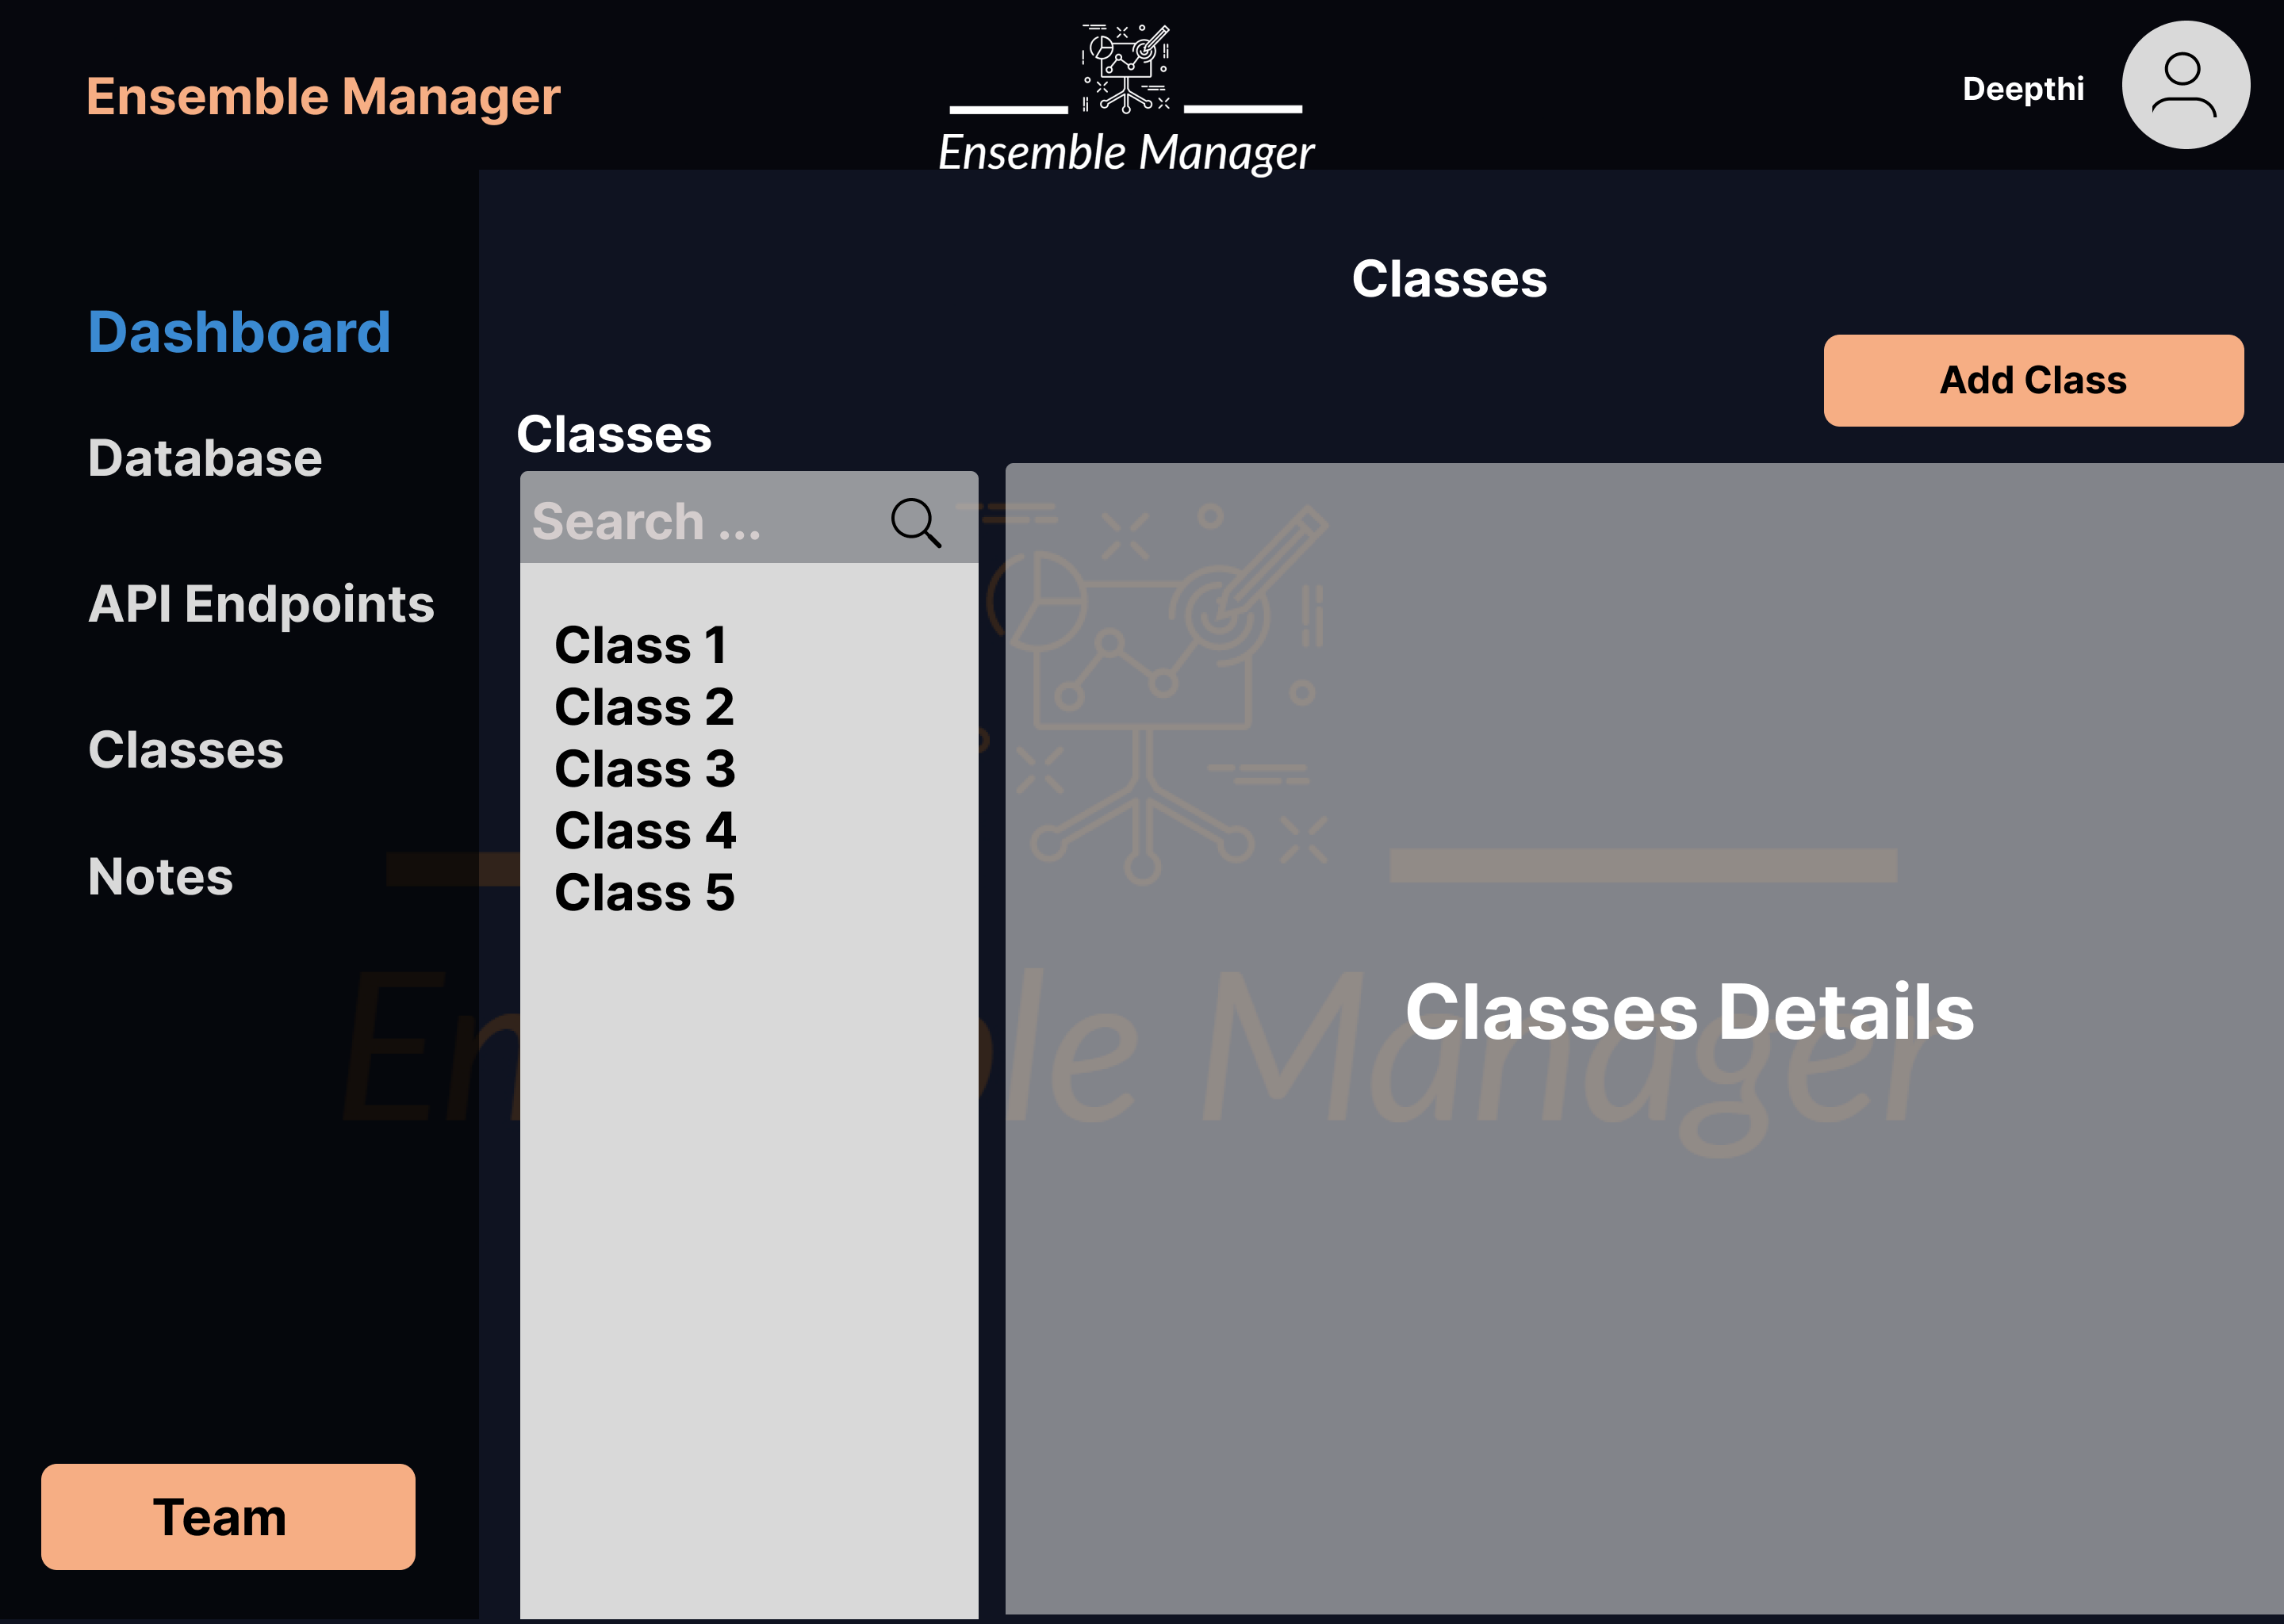 Ensemble Manager
Ensemble Manager
Deepthi
Dashboard
Database
API Endpoints
Classes
Notes
Team
Classes
Add Class
Classes
Search ...
Class 1
Class 2
Class 3
Class 4
Class 5
Classes Details